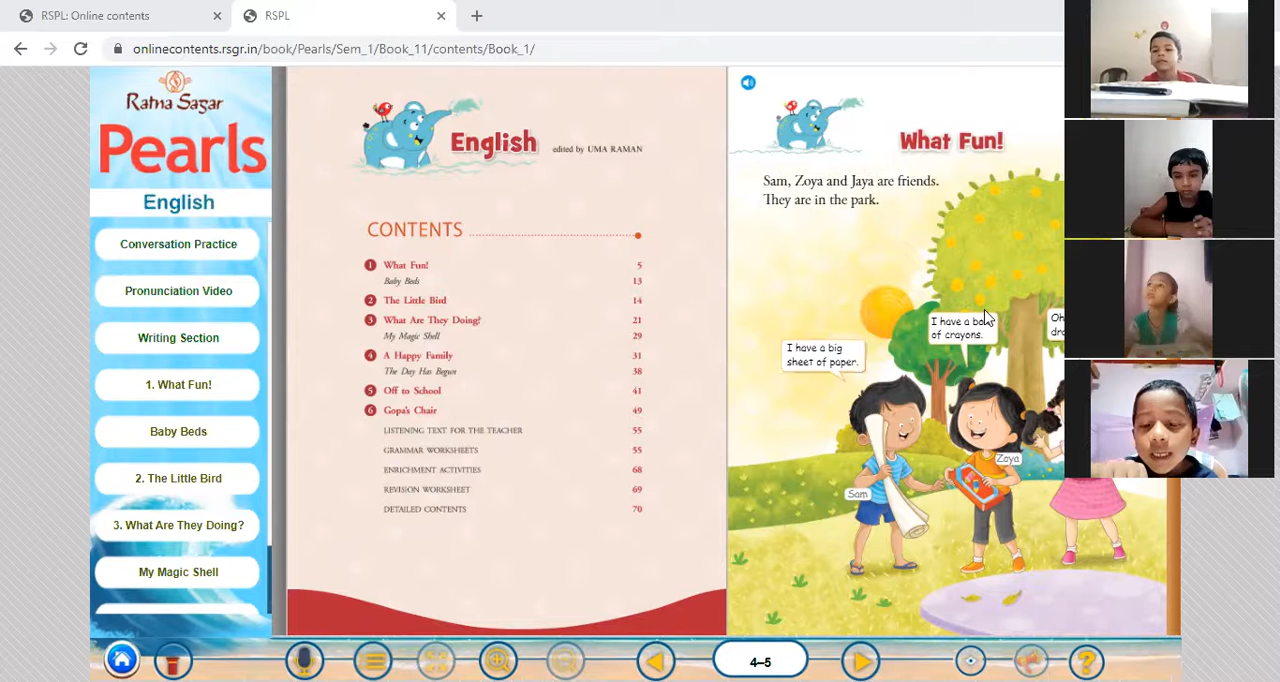 RSPL: Online contents
RSPL
onlinecontents.rsgr.in/book/Pearls/Sem_1/Book_11/contents/Book_1/
Ratna Sagar
Pearls
English
Conversation Practice
Pronunciation Video
Writing Section
1. What Fun!
Baby Beds
2. The Little Bird
3. What Are They Doing?
My Magic Shell
English edited by UMA RAMAN
CONTENTS
1 What Fun! 5
Baby Beds 13
2 The Little Bird 14
3 What Are They Doing? 21
My Magic Shell 29
4 A Happy Family 31
The Day Has Begun 38
5 Off to School 41
6 Gopa's Chair 49
LISTENING TEXT FOR THE TEACHER 55
GRAMMAR WORKSHEETS 55
ENRICHMENT ACTIVITIES 68
REVISION WORKSHEET 69
DETAILED CONTENTS 70
What Fun!
Sam, Zoya and Jaya are friends.
They are in the park.
I have a big
sheet of paper.
I have a box
of crayons.
Oh
Sam
Zoya
4–5
?